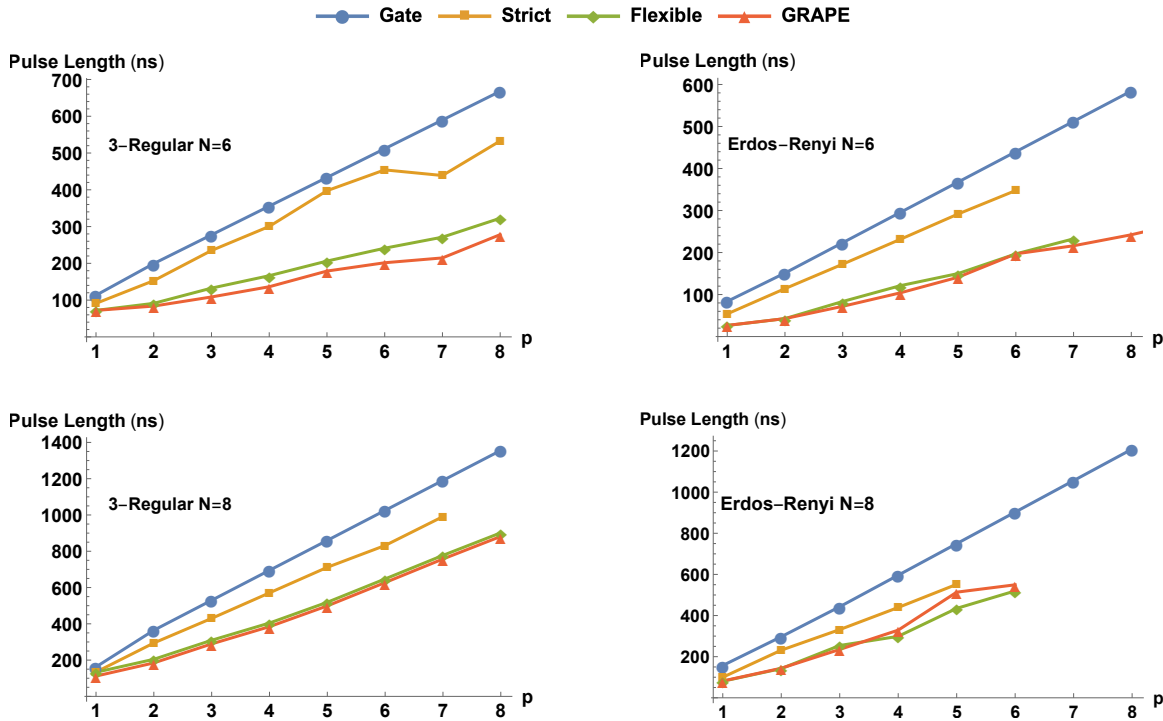 Gate Strict Flexible GRAPE
Pulse Length (ns)
700
600
500
400
300
200
100
3−Regular N=6
1 2 3 4 5 6 7 8 p
Pulse Length (ns)
600
500
400
300
200
100
Erdos−Renyi N=6
1 2 3 4 5 6 7 8 p
Pulse Length (ns)
1400
1200
1000
800
600
400
200
3−Regular N=8
1 2 3 4 5 6 7 8 p
Pulse Length (ns)
1200
1000
800
600
400
200
Erdos−Renyi N=8
1 2 3 4 5 6 7 8 p